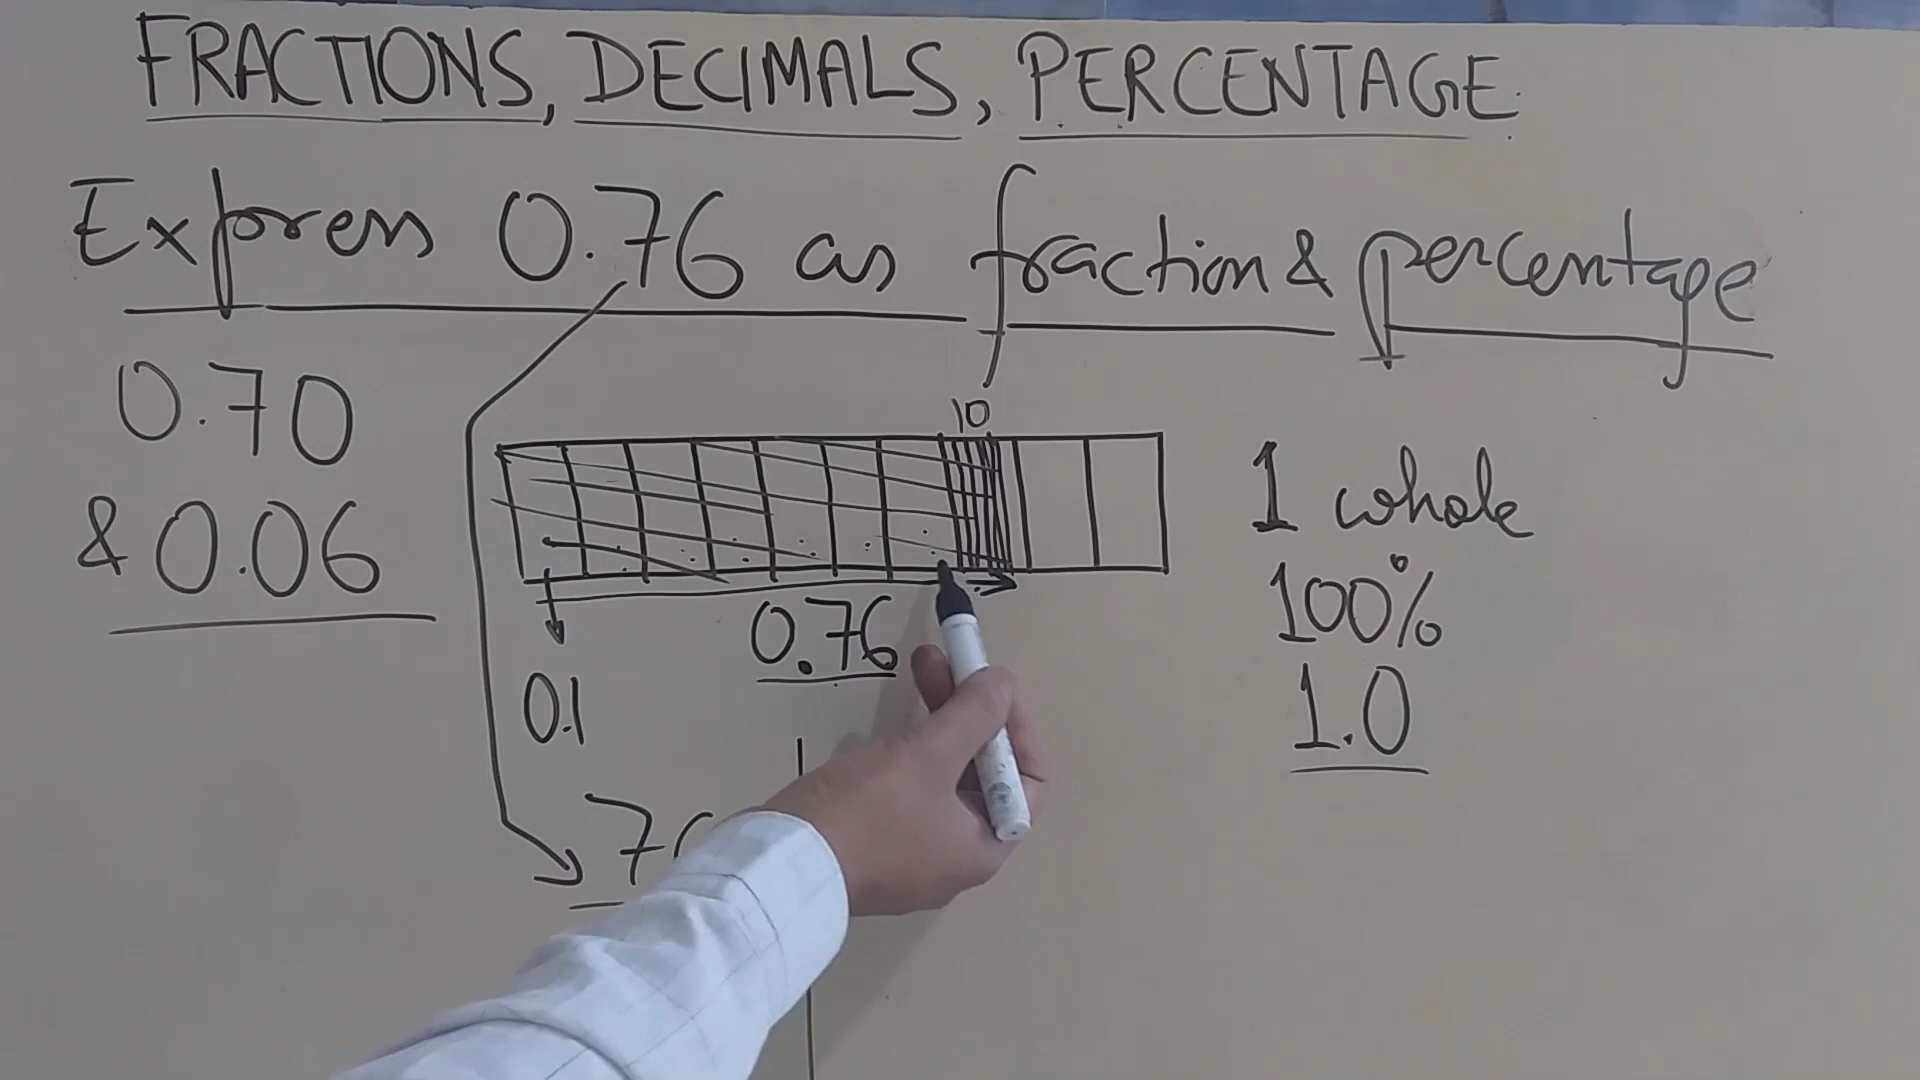 FRACTIONS, DECIMALS, PERCENTAGE
Express 0.76 as fraction & percentage
0.70
& 0.06
10
0.76
0.1
1 whole
100%
1.0